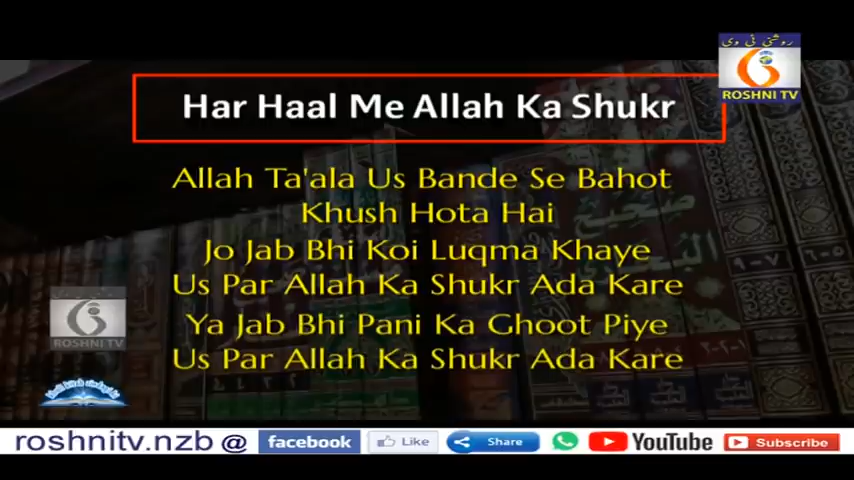 روشنی ٹی وی
ROSHNI TV
Har Haal Me Allah Ka Shukr
Allah Ta'ala Us Bande Se Bahot
Khush Hota Hai
Jo Jab Bhi Koi Luqma Khaye
Us Par Allah Ka Shukr Ada Kare
Ya Jab Bhi Pani Ka Ghoot Piye
Us Par Allah Ka Shukr Ada Kare
صحيح
البخاري
ROSHNI TV
roshnitv.nzb @ facebook Like Share YouTube Subscribe